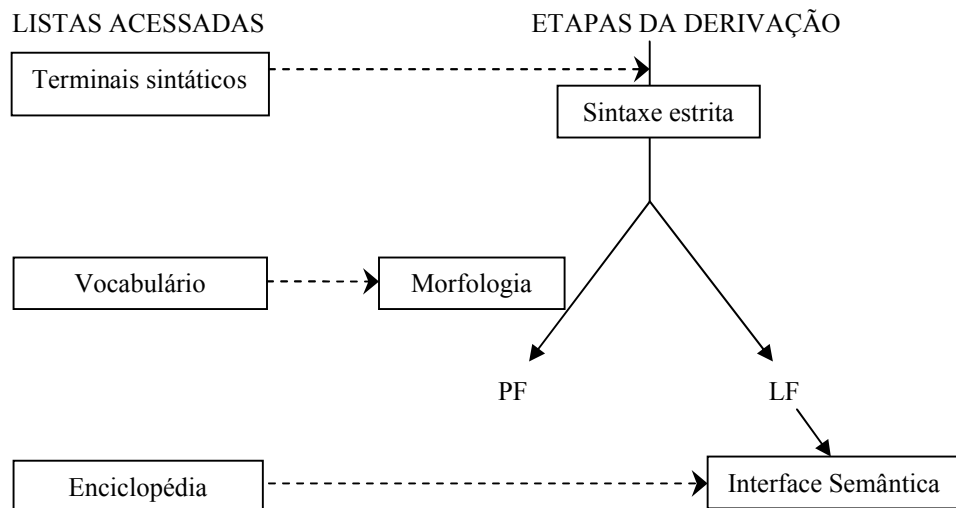 LISTAS ACESSADAS
ETAPAS DA DERIVAÇÃO
Terminais sintáticos
Sintaxe estrita
Vocabulário
Morfologia
PF
LF
Enciclopédia
Interface Semântica